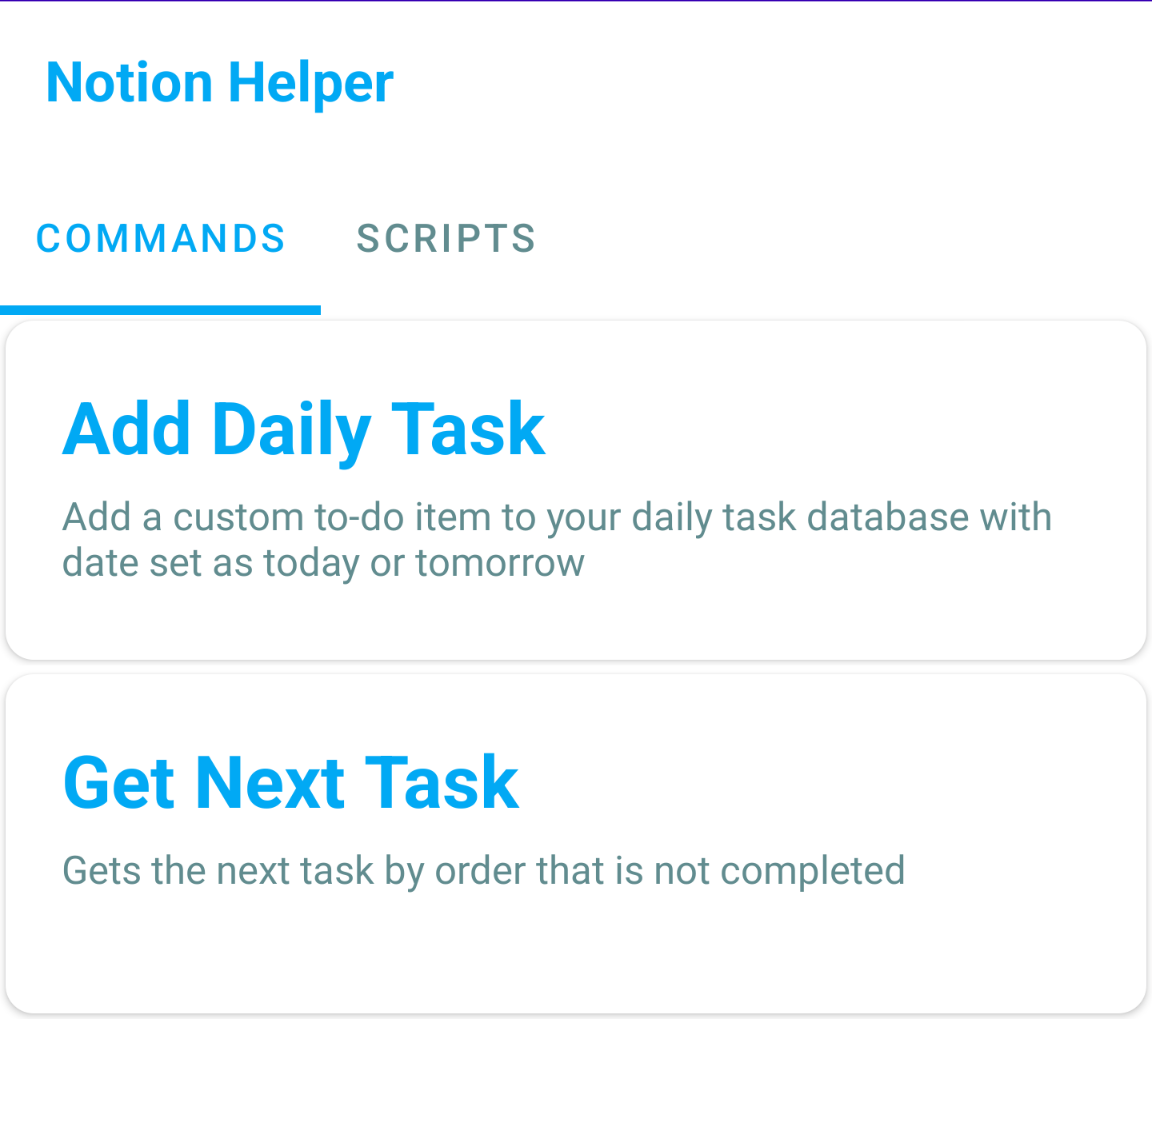 Notion Helper
COMMANDS SCRIPTS
Add Daily Task
Add a custom to-do item to your daily task database with
date set as today or tomorrow
Get Next Task
Gets the next task by order that is not completed